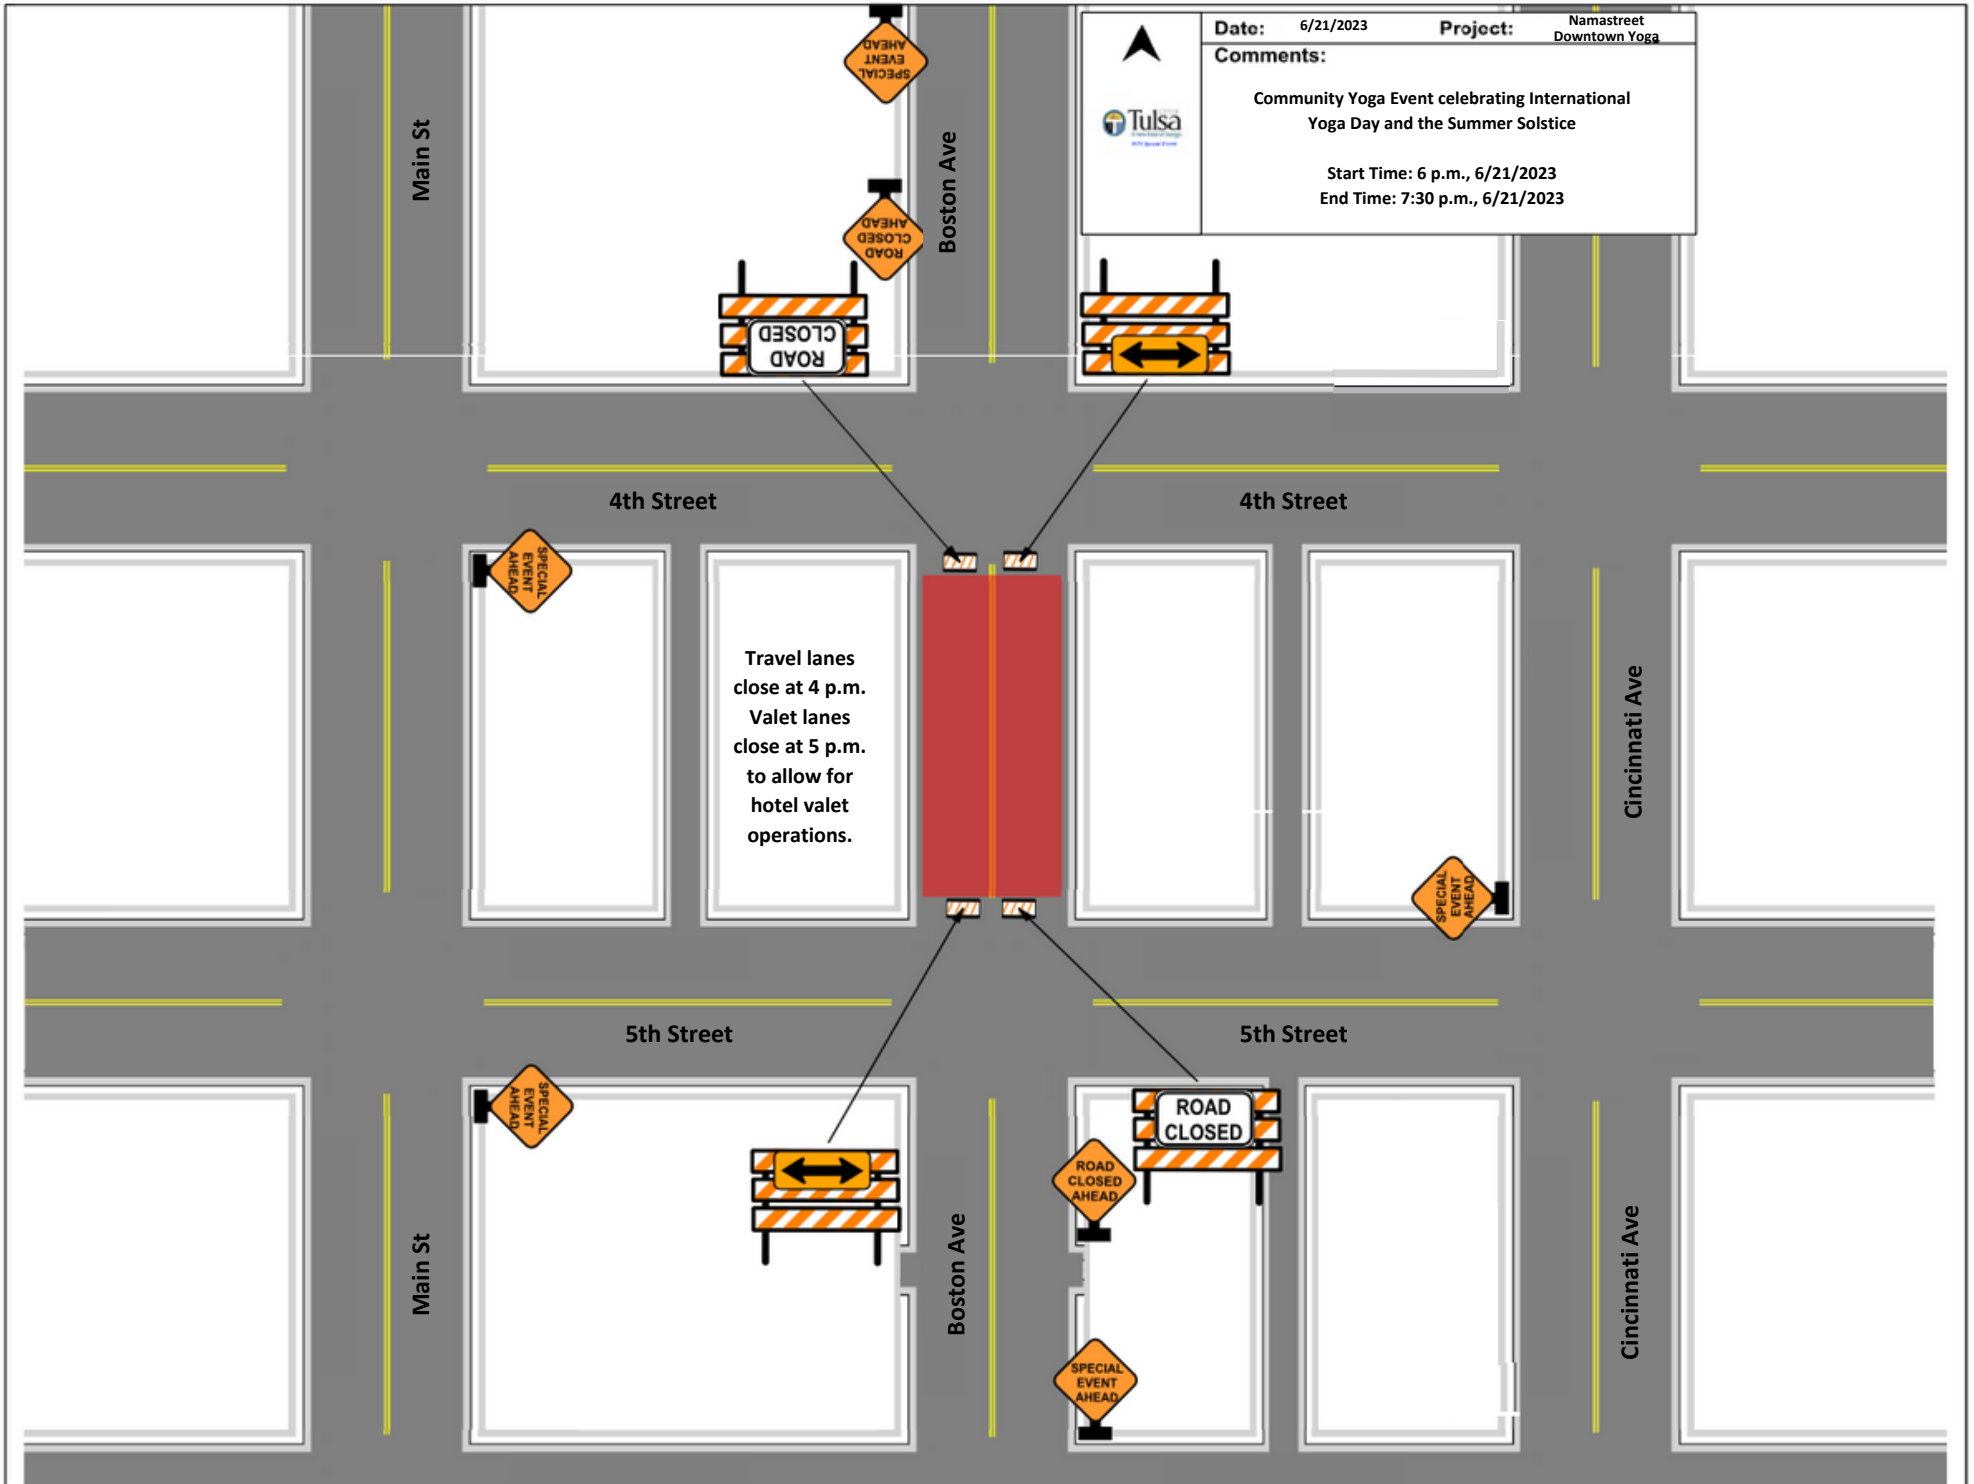 Date: 6/21/2023 Project: Namastreet
Downtown Yoga
Comments:
Community Yoga Event celebrating International
Yoga Day and the Summer Solstice
Start Time: 6 p.m., 6/21/2023
End Time: 7:30 p.m., 6/21/2023
Tulsa
SPECIAL
EVENT
AHEAD
Main St
Boston Ave
ROAD
CLOSED
AHEAD
ROAD
CLOSED
4th Street
4th Street
SPECIAL
EVENT
AHEAD
Travel lanes
close at 4 p.m.
Valet lanes
close at 5 p.m.
to allow for
hotel valet
operations.
Cincinnati Ave
SPECIAL
EVENT
AHEAD
5th Street
5th Street
SPECIAL
EVENT
AHEAD
ROAD
CLOSED
ROAD
CLOSED
AHEAD
Main St
Boston Ave
Cincinnati Ave
SPECIAL
EVENT
AHEAD